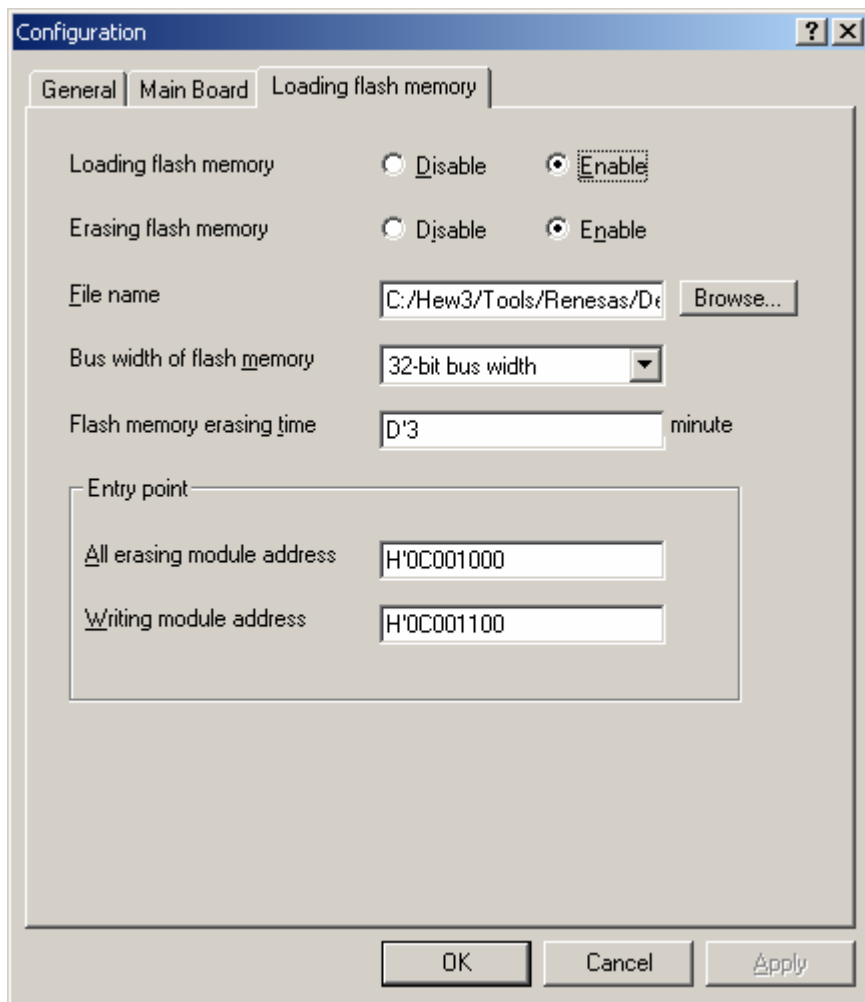 Configuration
General Main Board Loading flash memory
Loading flash memory Disable Enable
Erasing flash memory Disable Enable
File name C:/Hew3/Tools/Renesas/De Browse...
Bus width of flash memory 32-bit bus width
Flash memory erasing time D'3 minute
Entry point
All erasing module address H'0C001000
Writing module address H'0C001100
OK Cancel Apply